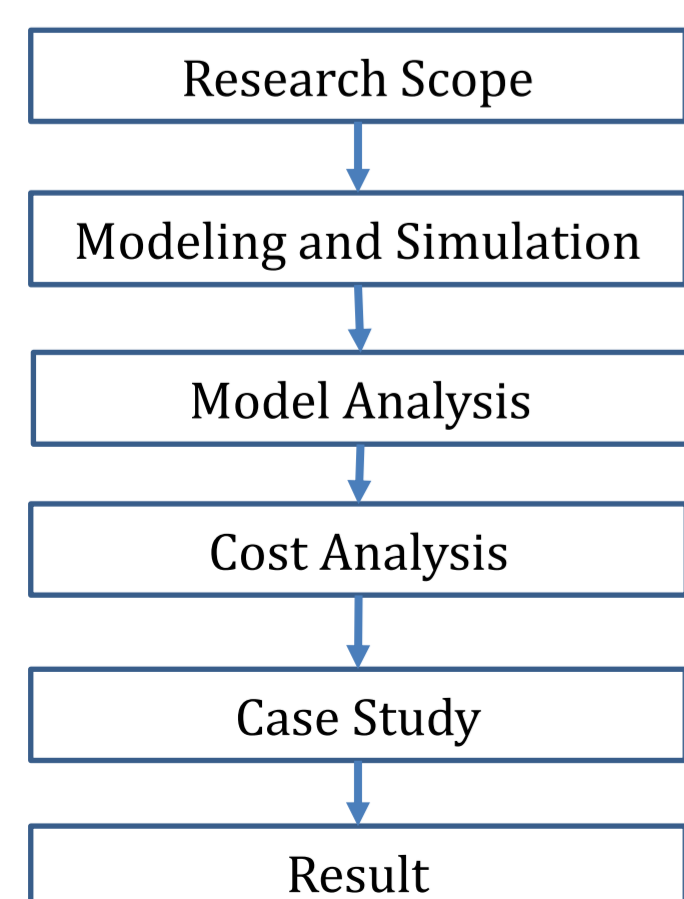 Research Scope
Modeling and Simulation
Model Analysis
Cost Analysis
Case Study
Result